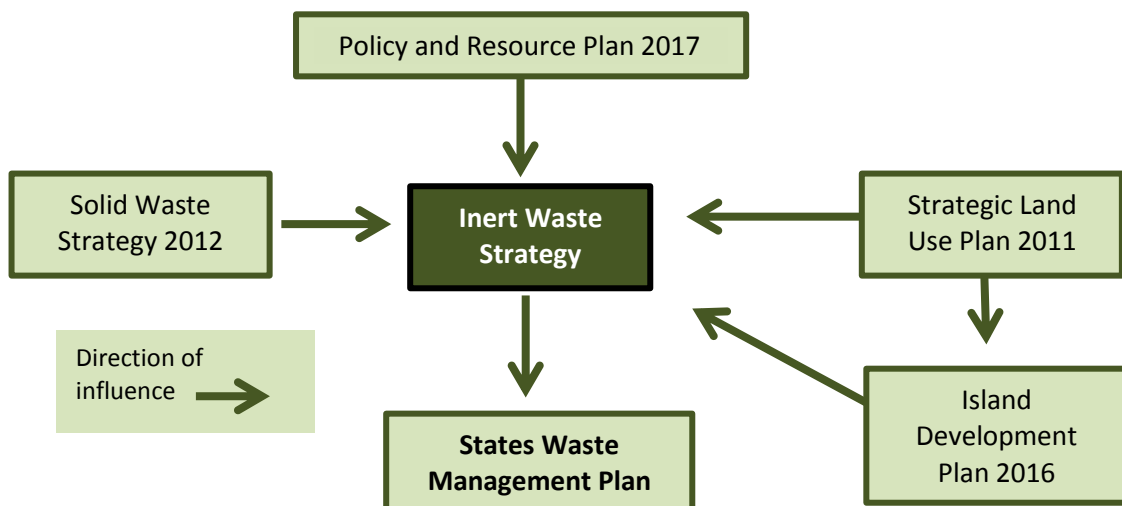 Policy and Resource Plan 2017
Solid Waste
Strategy 2012
Inert Waste
Strategy
Strategic Land
Use Plan 2011
Direction of
influence
States Waste
Management Plan
Island
Development
Plan 2016